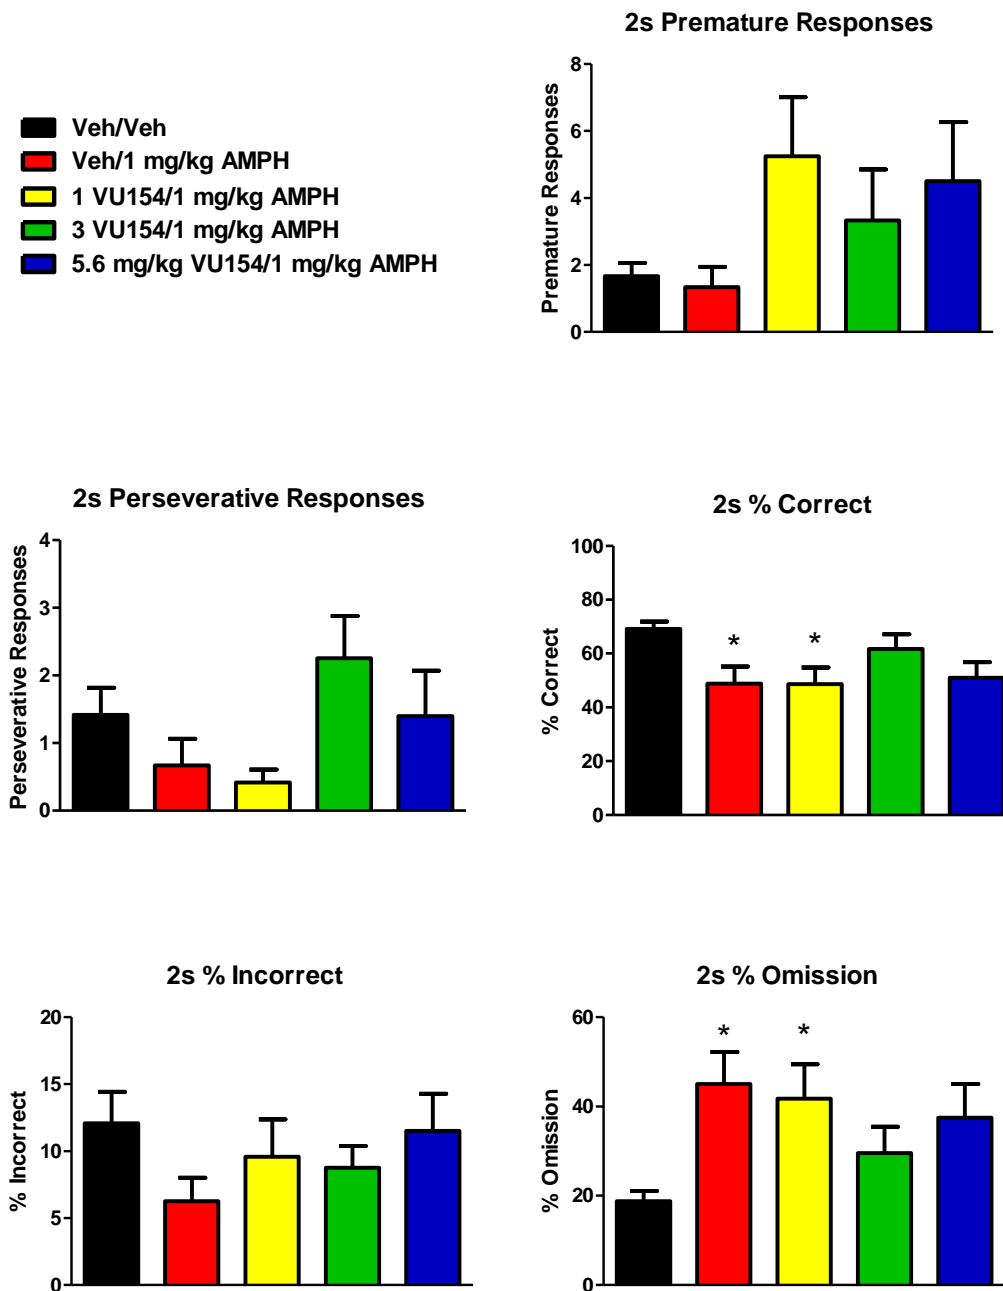 2s Premature Responses
Veh/Veh
Veh/1 mg/kg AMPH
1 VU154/1 mg/kg AMPH
3 VU154/1 mg/kg AMPH
5.6 mg/kg VU154/1 mg/kg AMPH
Premature Responses
8
6
4
2
0
2s Perseverative Responses
Perseverative Responses
4
3
2
1
0
2s % Correct
% Correct
100
80
60
40
20
0
*
*
2s % Incorrect
% Incorrect
20
15
10
5
0
2s % Omission
% Omission
60
40
20
0
*
*